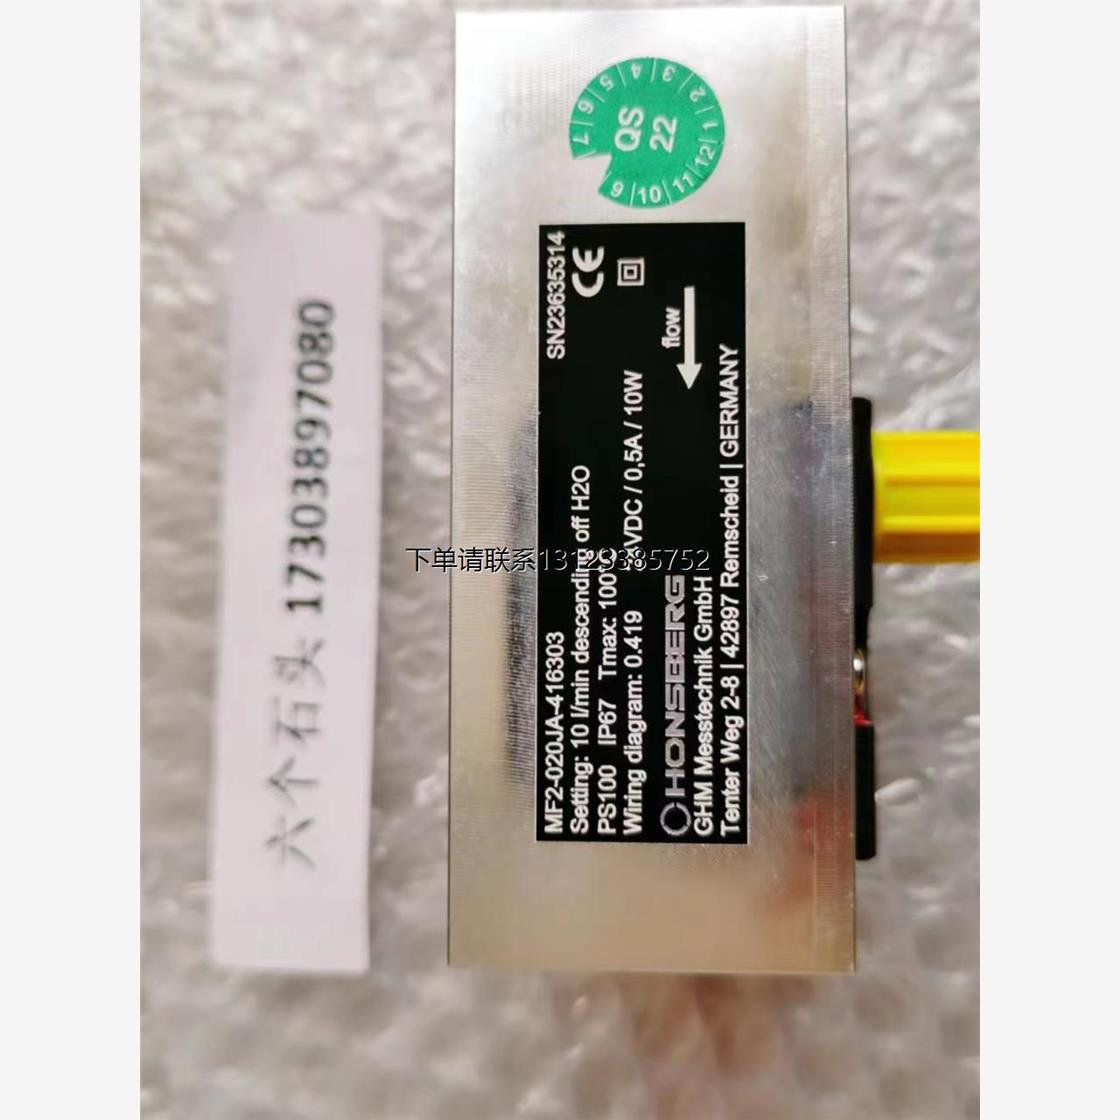 六个石头 17303897080
QS
22
1 2 3 4 5 6 7 9 10 11 12
MF2-020JA-416303
SN23635314
Setting: 10 l/min descending off H2O
CE
PS100 IP67 Tmax: 100° VDC / 0,5A / 10W
Wiring diagram: 0.419
flow
HONSBERG
GHM Messtechnik GmbH
Tenter Weg 2-8 | 42897 Remscheid | GERMANY
下单请联系13129385752